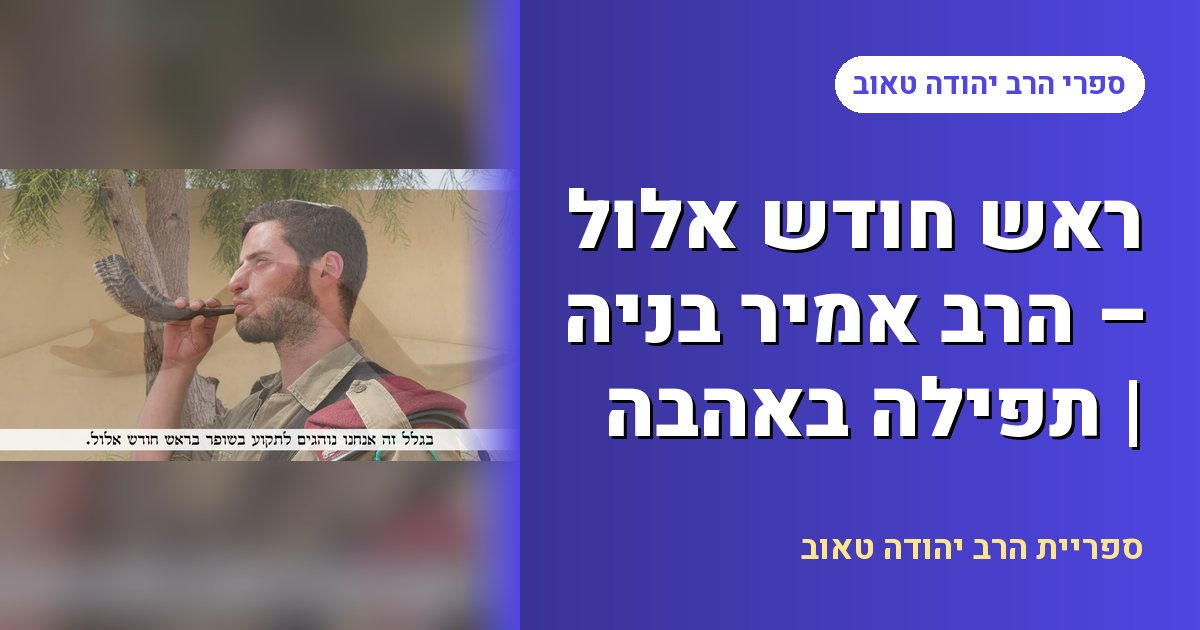 ספרי הרב יהודה טאוב
ראש חודש אלול
– הרב אמיר בניה
| תפילה באהבה
ספריית הרב יהודה טאוב
בגלל זה אנחנו נוהגים לתקוע בשופר בראש חודש אלול.